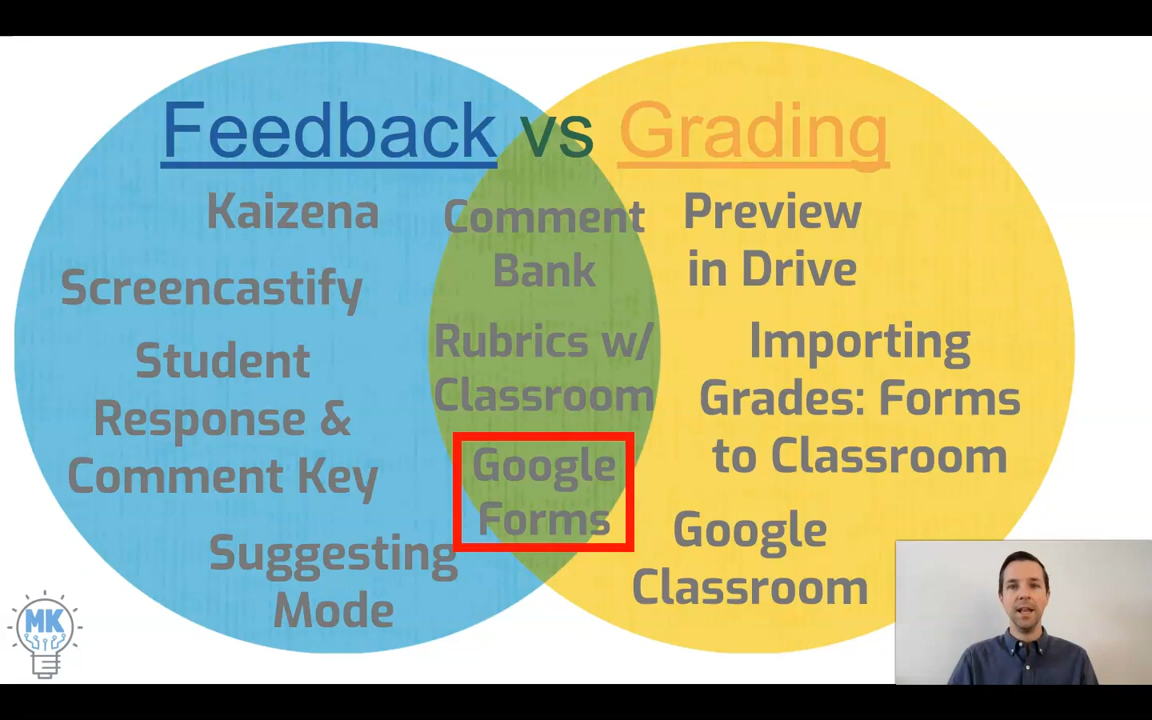 Feedback vs Grading
Kaizena
Screencastify
Student
Response &
Comment Key
Suggesting
Mode
Comment
Bank
Rubrics w/
Classroom
Google
Forms
Preview
in Drive
Importing
Grades: Forms
to Classroom
Google
Classroom
MK